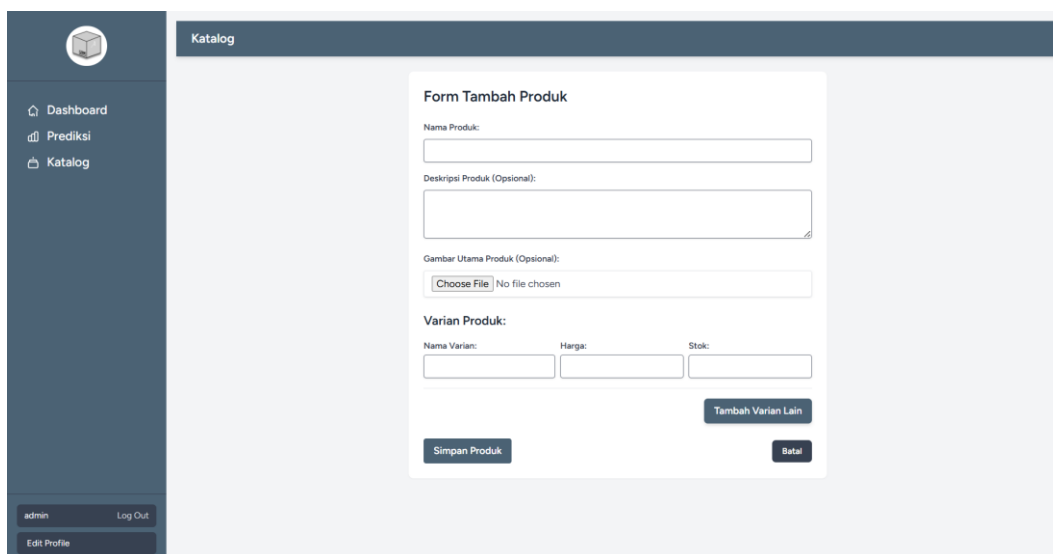 Katalog
Dashboard
Prediksi
Katalog
Form Tambah Produk
Nama Produk:
Deskripsi Produk (Opsional):
Gambar Utama Produk (Opsional):
Choose File No file chosen
Varian Produk:
Nama Varian: Harga: Stok:
Tambah Varian Lain
Simpan Produk Batal
admin Log Out
Edit Profile